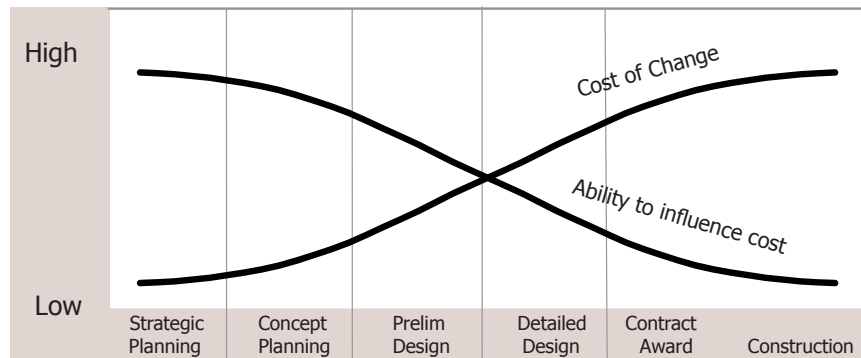 High
Cost of Change
Ability to influence cost
Low
Strategic
Planning
Concept
Planning
Prelim
Design
Detailed
Design
Contract
Award
Construction